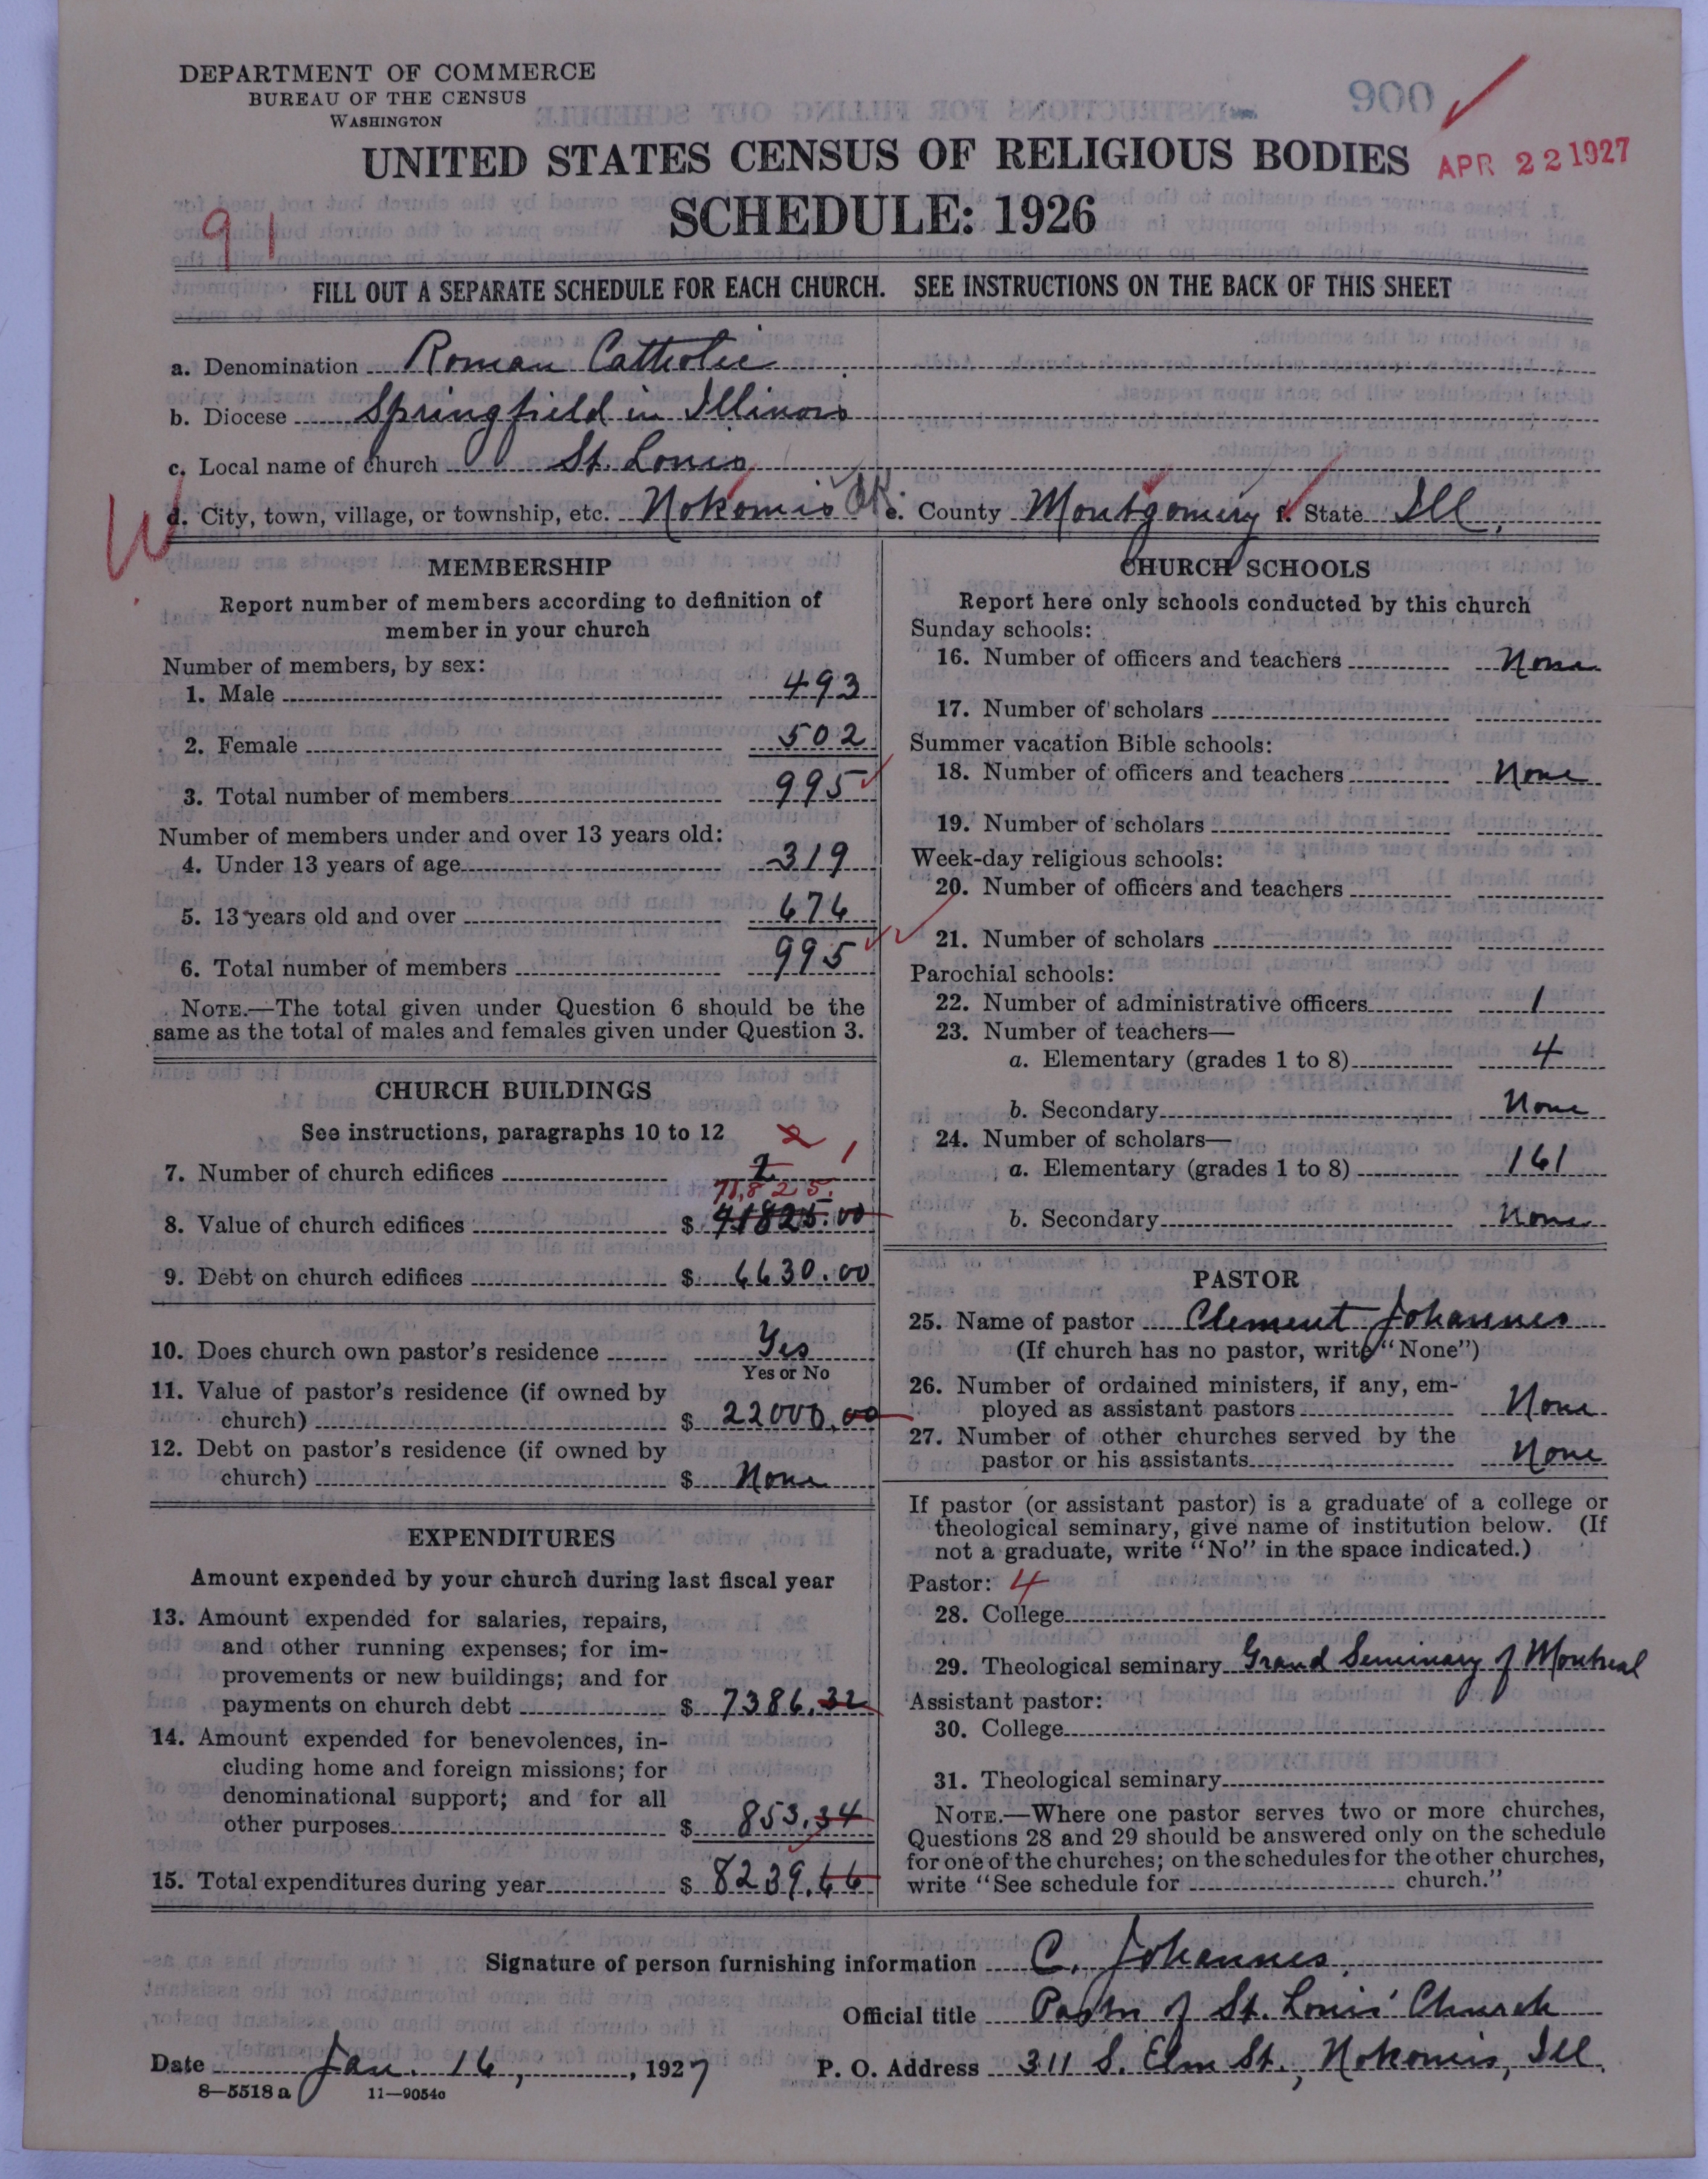 DEPARTMENT OF COMMERCE
BUREAU OF THE CENSUS
WASHINGTON
900
UNITED STATES CENSUS OF RELIGIOUS BODIES
APR 22 1927
SCHEDULE: 1926
91
FILL OUT A SEPARATE SCHEDULE FOR EACH CHURCH. SEE INSTRUCTIONS ON THE BACK OF THIS SHEET
a. Denomination Roman Catholic
b. Diocese Springfield in Illinois
c. Local name of church St. Louis
W
d. City, town, village, or township, etc. Nokomis OK. e. County Montgomery f. State Ill.
MEMBERSHIP
Report number of members according to definition of
member in your church
Number of members, by sex:
1. Male 493
2. Female 502
3. Total number of members 995
Number of members under and over 13 years old:
4. Under 13 years of age 319
5. 13 years old and over 676
6. Total number of members 995
NOTE.—The total given under Question 6 should be the
same as the total of males and females given under Question 3.
CHURCH BUILDINGS
See instructions, paragraphs 10 to 12
2 1
7. Number of church edifices 2
71,825.
8. Value of church edifices $ 71825.00
9. Debt on church edifices $ 6630.00
10. Does church own pastor's residence Yes
Yes or No
11. Value of pastor's residence (if owned by
church) $ 22000.00
12. Debt on pastor's residence (if owned by
church) $ None
EXPENDITURES
Amount expended by your church during last fiscal year
13. Amount expended for salaries, repairs,
and other running expenses; for im-
provements or new buildings; and for
payments on church debt $ 7386.32
14. Amount expended for benevolences, in-
cluding home and foreign missions; for
denominational support; and for all
other purposes $ 853.34
15. Total expenditures during year $ 8239.66
CHURCH SCHOOLS
Report here only schools conducted by this church
Sunday schools:
16. Number of officers and teachers None
17. Number of scholars
Summer vacation Bible schools:
18. Number of officers and teachers None
19. Number of scholars
Week-day religious schools:
20. Number of officers and teachers
21. Number of scholars
Parochial schools:
22. Number of administrative officers 1
23. Number of teachers—
a. Elementary (grades 1 to 8) 4
b. Secondary None
24. Number of scholars—
a. Elementary (grades 1 to 8) 161
b. Secondary None
PASTOR
25. Name of pastor Clement Johannes
(If church has no pastor, write "None")
26. Number of ordained ministers, if any, em-
ployed as assistant pastors None
27. Number of other churches served by the
pastor or his assistants None
If pastor (or assistant pastor) is a graduate of a college or
theological seminary, give name of institution below. (If
not a graduate, write "No" in the space indicated.)
Pastor: 4
28. College
29. Theological seminary Grand Seminary of Montreal
Assistant pastor:
30. College
31. Theological seminary
NOTE.—Where one pastor serves two or more churches,
Questions 28 and 29 should be answered only on the schedule
for one of the churches; on the schedules for the other churches,
write "See schedule for church."
Signature of person furnishing information C. Johannes
Official title Pastor of St. Louis' Church
Date Jan. 16, 1927 P. O. Address 311 S. Elm St., Nokomis, Ill.
8—5518 a 11—9054c